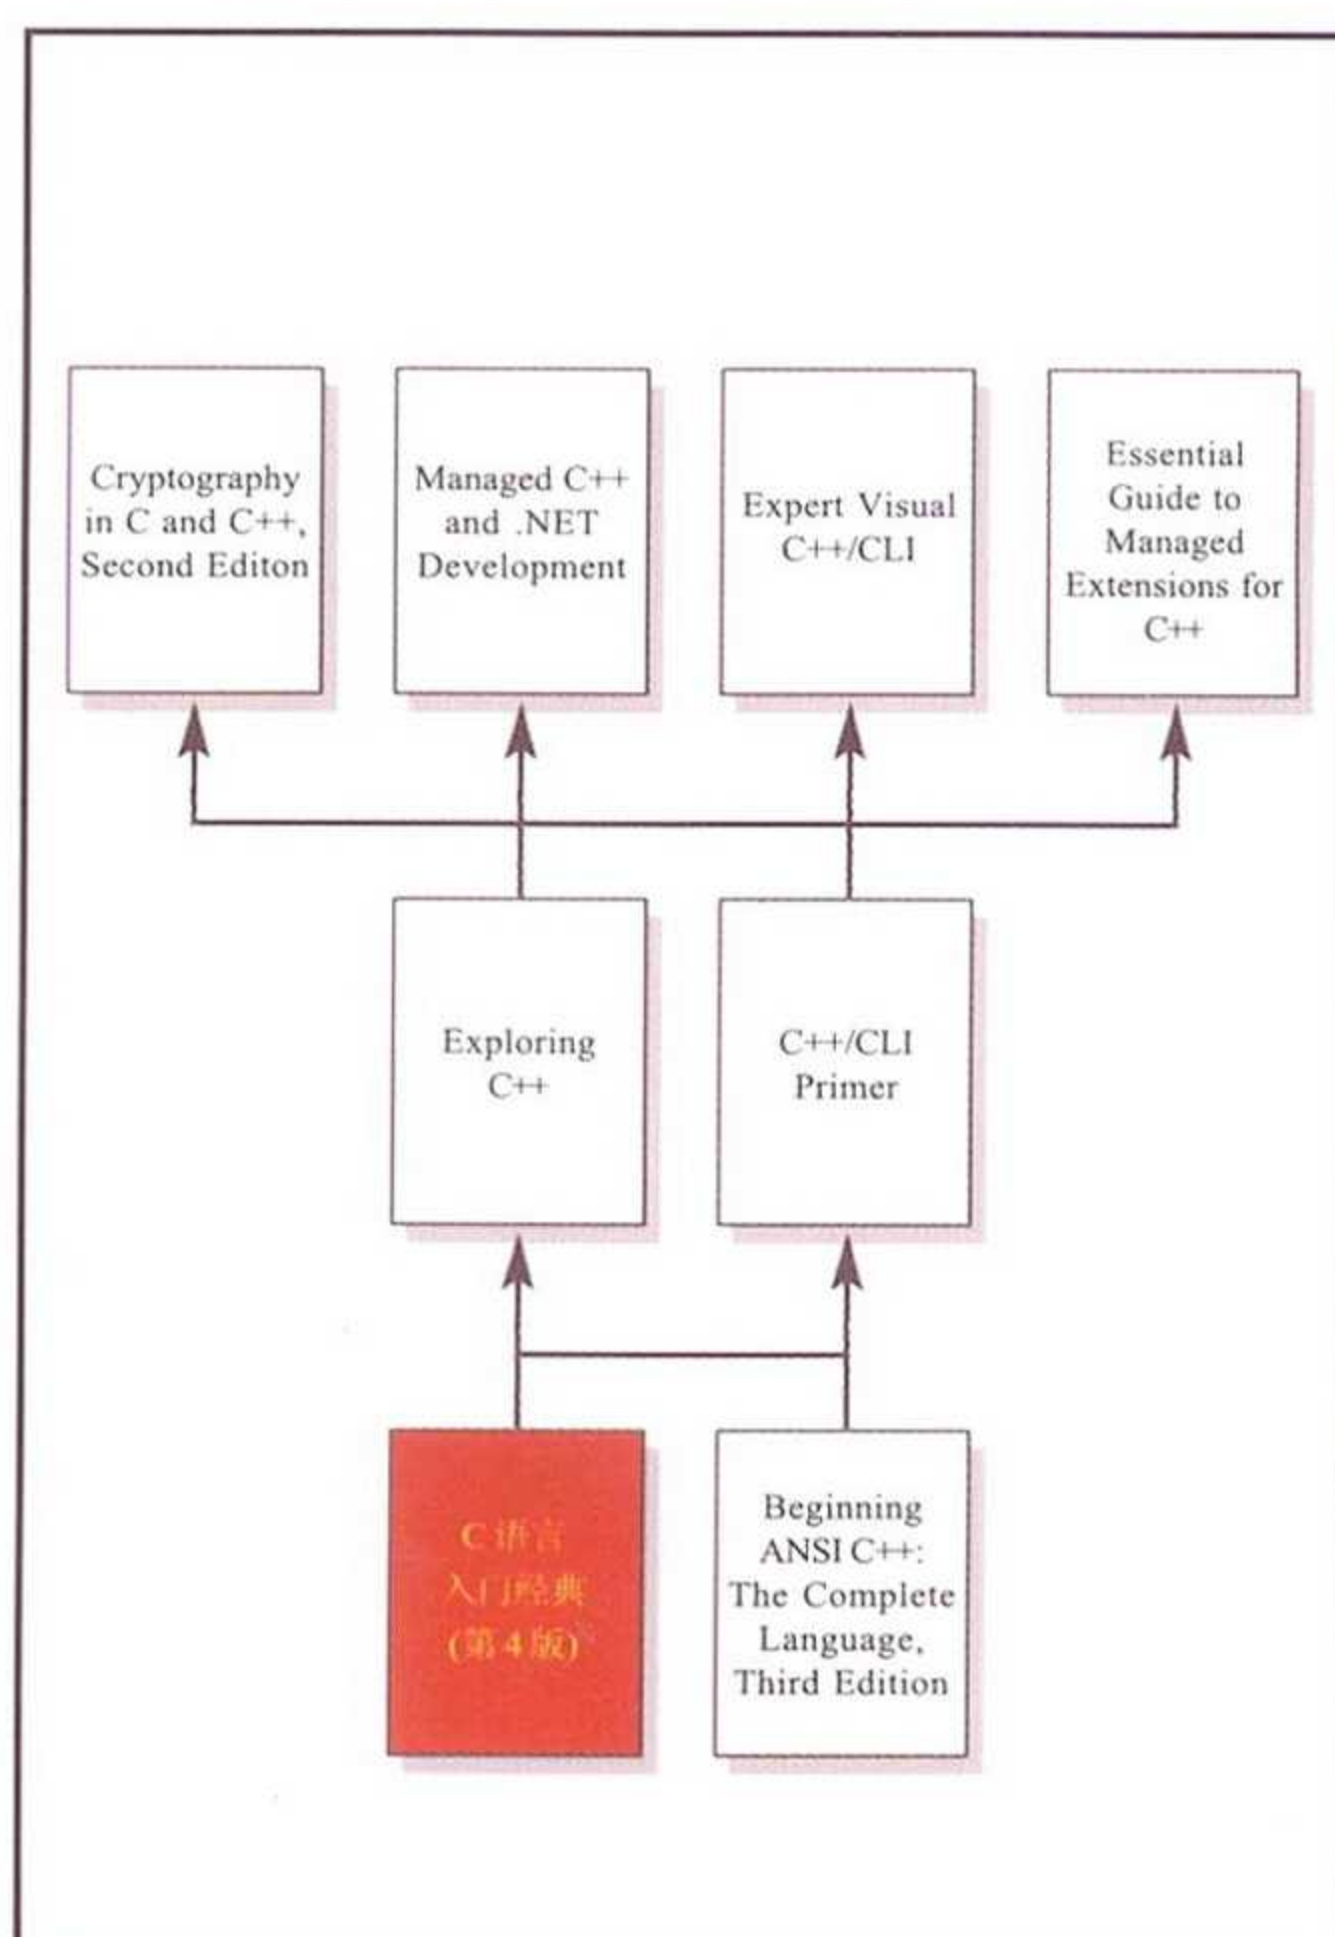 Cryptography
in C and C++,
Second Editon
Managed C++
and .NET
Development
Expert Visual
C++/CLI
Essential
Guide to
Managed
Extensions for
C++
Exploring
C++
C++/CLI
Primer
C 语言
入门经典
(第 4 版)
Beginning
ANSI C++:
The Complete
Language,
Third Edition